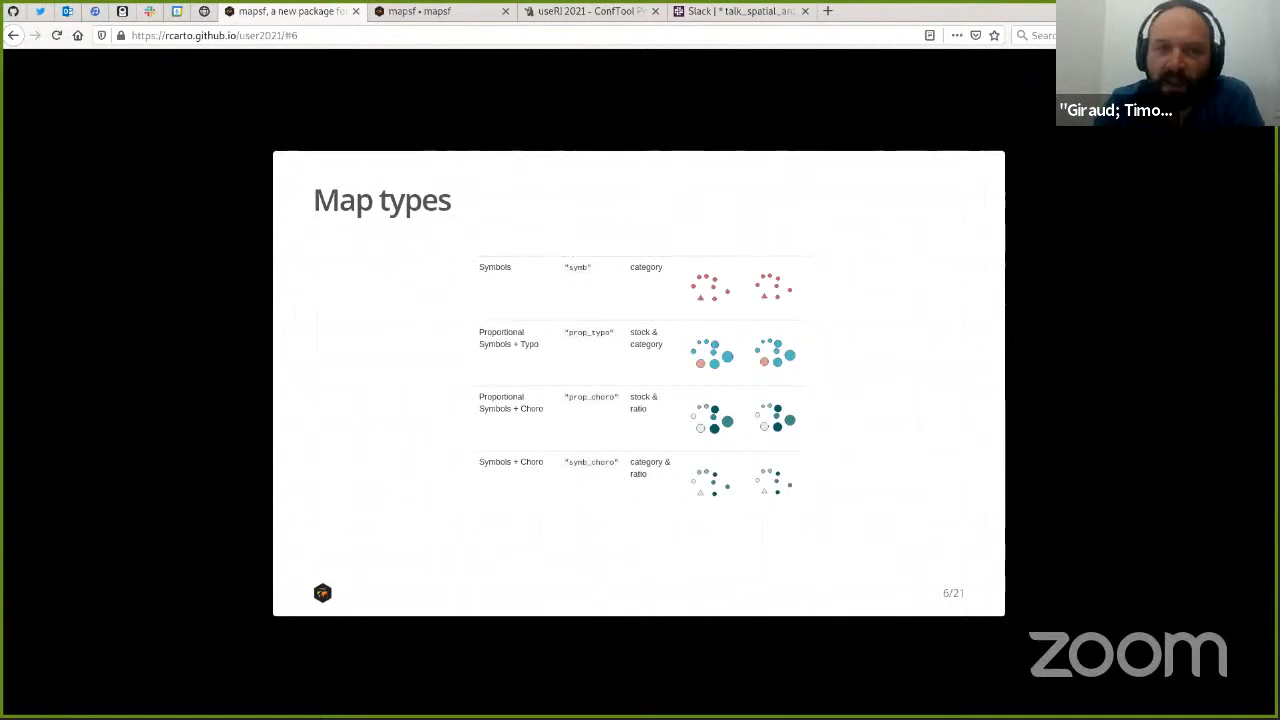 mapsf, a new package for
mapsf • mapsf
useR! 2021 - ConfTool P
Slack | * talk_spatial_an
https://rcarto.github.io/user2021/#6
Sear
"Giraud; Timo...
Map types
Symbols "symb" category
Proportional "prop_typo" stock &
Symbols + Typo category
Proportional "prop_choro" stock &
Symbols + Choro ratio
Symbols + Choro "symb_choro" category &
ratio
6/21
zoom